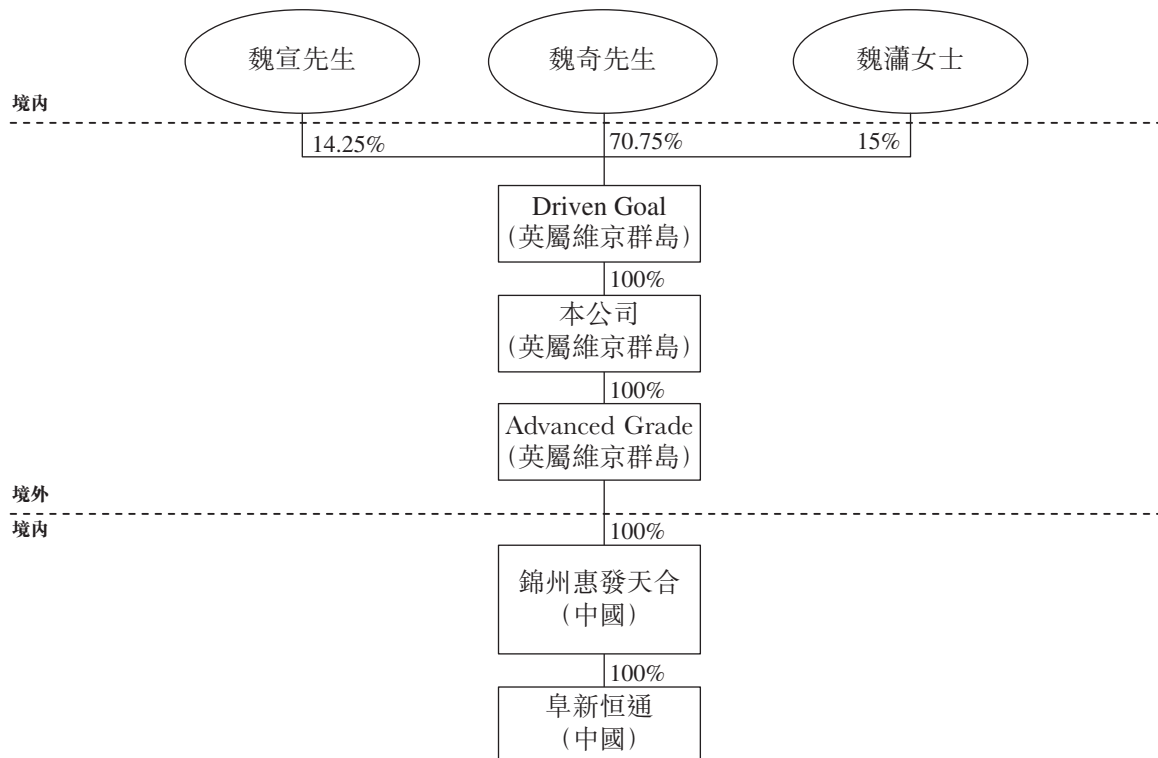 魏宣先生
魏奇先生
魏瀟女士
境內
14.25%
70.75%
15%
Driven Goal
（英屬維京群島）
100%
本公司
（英屬維京群島）
100%
Advanced Grade
（英屬維京群島）
境外
境內
100%
錦州惠發天合
（中國）
100%
阜新恒通
（中國）